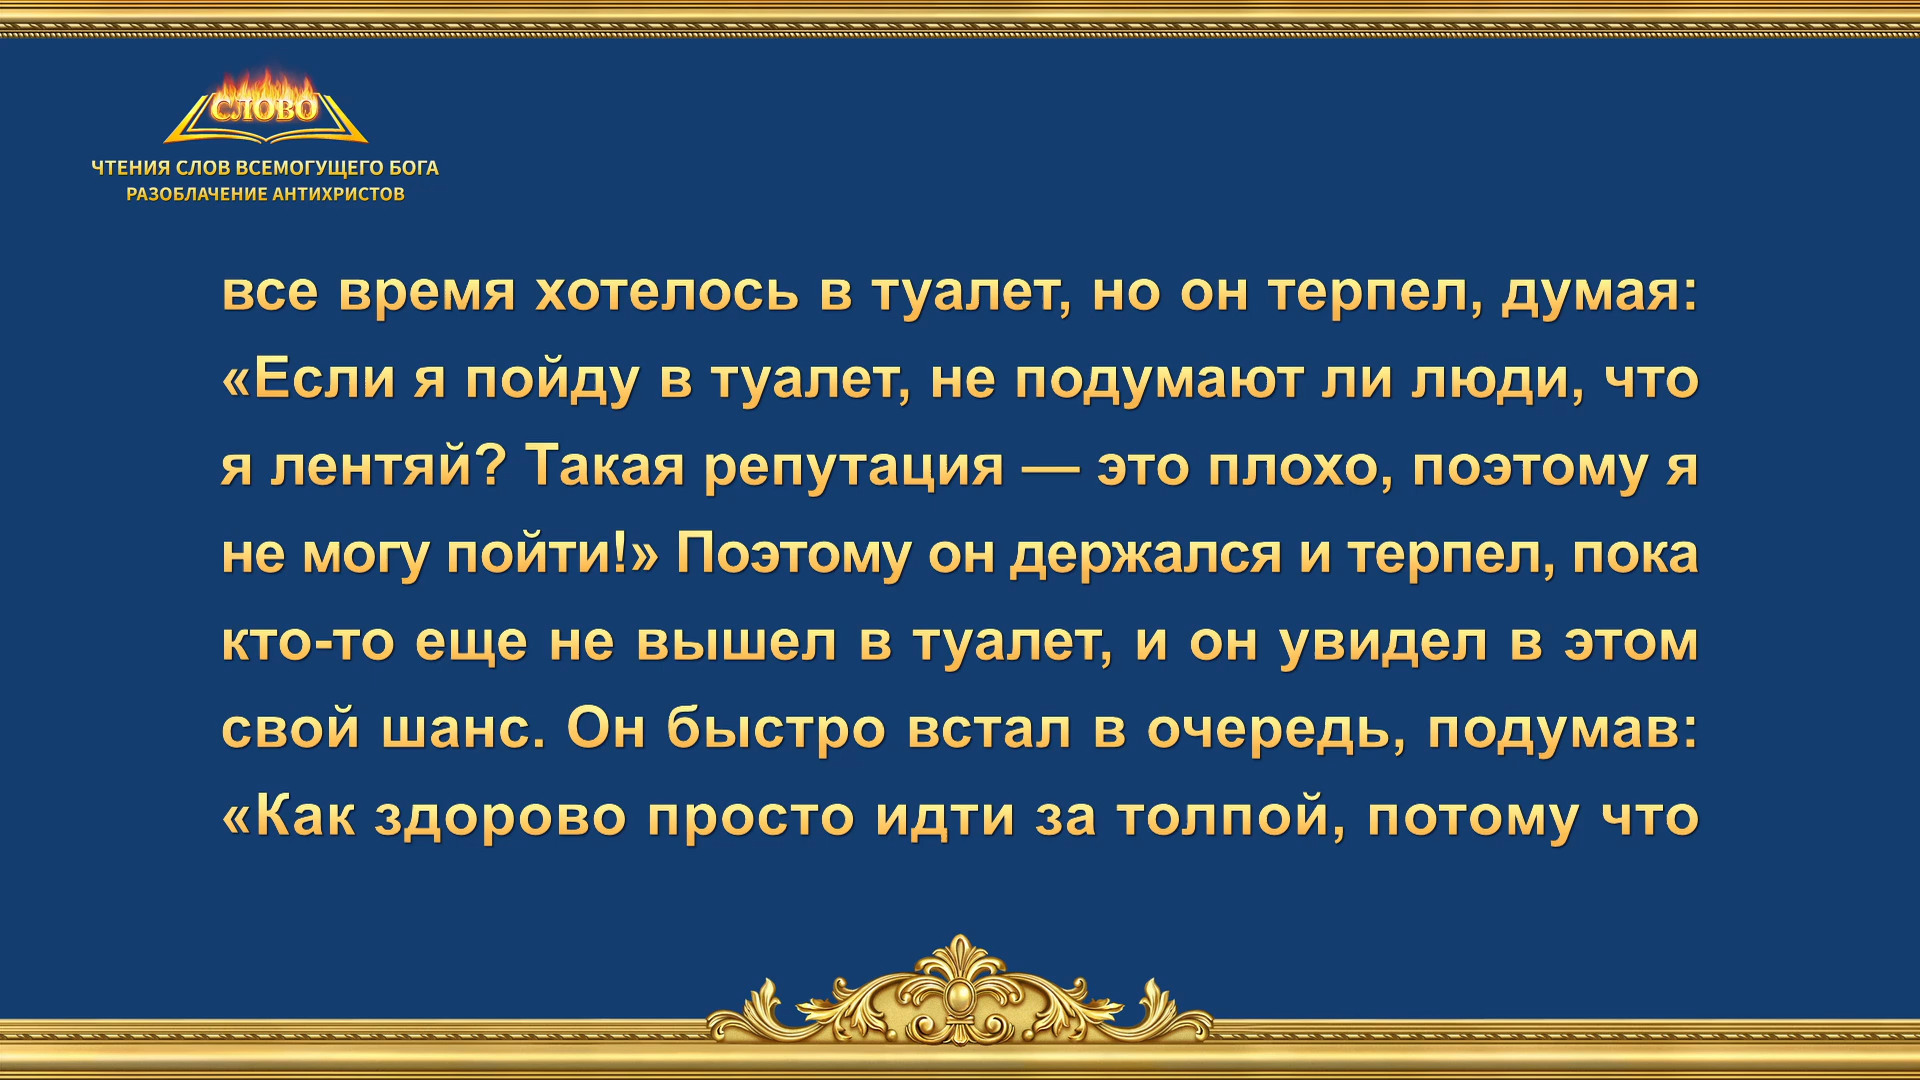 СЛОВО
ЧТЕНИЯ СЛОВ ВСЕМОГУЩЕГО БОГА
РАЗОБЛАЧЕНИЕ АНТИХРИСТОВ
все время хотелось в туалет, но он терпел, думая:
«Если я пойду в туалет, не подумают ли люди, что
я лентяй? Такая репутация — это плохо, поэтому я
не могу пойти!» Поэтому он держался и терпел, пока
кто-то еще не вышел в туалет, и он увидел в этом
свой шанс. Он быстро встал в очередь, подумав:
«Как здорово просто идти за толпой, потому что